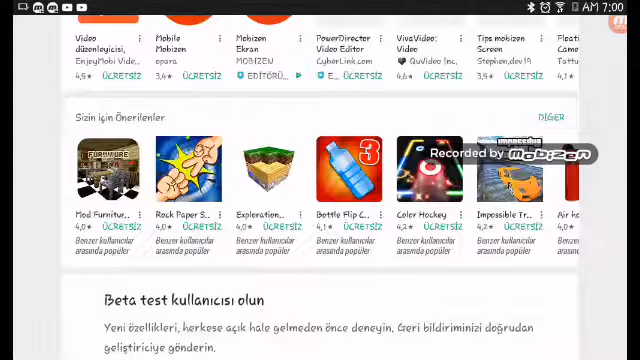 AM 7:00
Video düzenleyicisi,
EnjoyMobi Vide..
4,5★ ÜCRETSİZ
Mobile Mobizen
opara
3,4★ ÜCRETSİZ
Mobizen Ekran
MOBIZEN
EDİTÖRÜ...
PowerDirector Video Editor
CyberLink.com
E... ÜCRETSİZ
VivaVideo: Video
QuVideo Inc.
4,6★ ÜCRETSİZ
Tips mobizen Screen
Stephen.dev19
3,5★ ÜCRETSİZ
Came
4,1★
Sizin için Önerilenler
DİĞER
FURNITURE
3
IMPOSSIBLE
Recorded by mobizen
Mod Furnitur..
4,0★ ÜCRETSİZ
Benzer kullanıcılar
arasında popüler
Rock Paper S..
4,0★ ÜCRETSİZ
Benzer kullanıcılar
arasında popüler
Exploration..
4,0★ ÜCRETSİZ
Benzer kullanıcılar
arasında popüler
Bottle Flip C..
4,1★ ÜCRETSİZ
Benzer kullanıcılar
arasında popüler
Color Hockey
4,2★ ÜCRETSİZ
Benzer kullanıcılar
arasında popüler
Impossible Tr..
4,2★ ÜCRETSİZ
Benzer kullanıcılar
arasında popüler
Air ho
4,0★
Benzer
arasınd
Beta test kullanıcısı olun
Yeni özellikleri, herkese açık hale gelmeden önce deneyin. Geri bildiriminizi doğrudan
geliştiriciye gönderin.